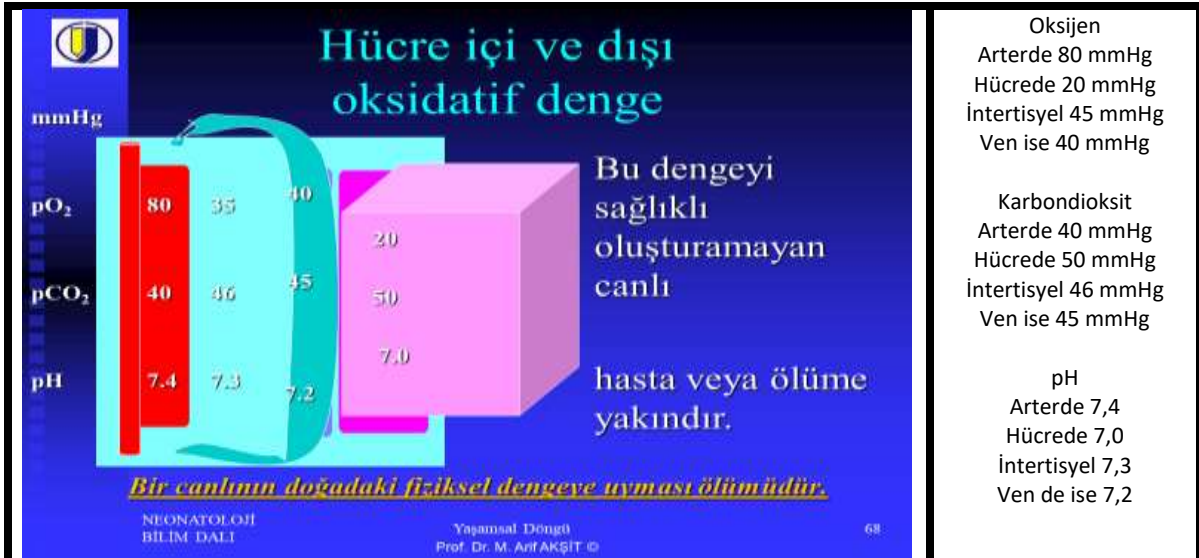 Hücre içi ve dışı
oksidatif denge
mmHg
pO₂ 80 35 40 20
pCO₂ 40 46 45 50
pH 7.4 7.3 7.2 7.0
Bu dengeyi
sağlıklı
oluşturamayan
canlı
hasta veya ölüme
yakındır.
Bir canlının doğadaki fiziksel dengeye uyması ölümüdür.
NEONATOLOJİ
BİLİM DALI
Yaşamsal Döngü
Prof. Dr. M. Arif AKŞİT ©
68
Oksijen
Arterde 80 mmHg
Hücrede 20 mmHg
İntertisyel 45 mmHg
Ven ise 40 mmHg
Karbondioksit
Arterde 40 mmHg
Hücrede 50 mmHg
İntertisyel 46 mmHg
Ven ise 45 mmHg
pH
Arterde 7,4
Hücrede 7,0
İntertisyel 7,3
Ven de ise 7,2